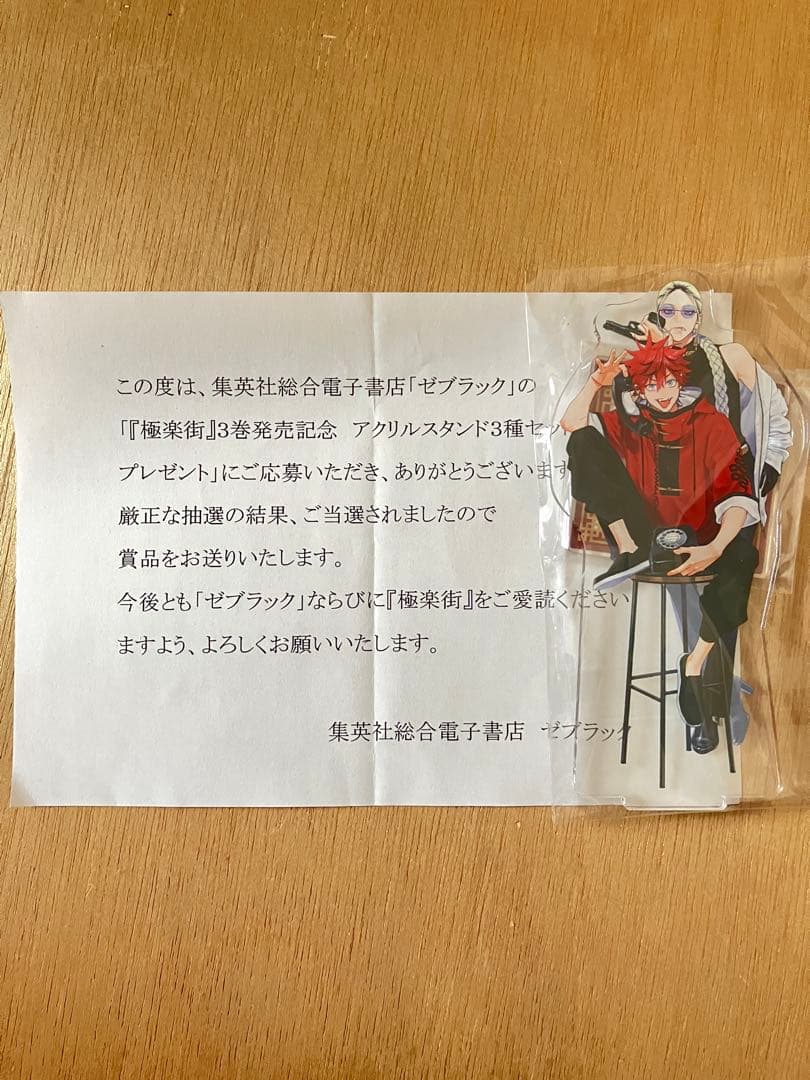 この度は、集英社総合電子書店「ゼブラック」の
「『極楽街』3巻発売記念　アクリルスタンド3種セッ
プレゼント」にご応募いただき、ありがとうございます
厳正な抽選の結果、ご当選されましたので
賞品をお送りいたします。
今後とも「ゼブラック」ならびに『極楽街』をご愛読ください
ますよう、よろしくお願いいたします。
集英社総合電子書店　ゼブラック